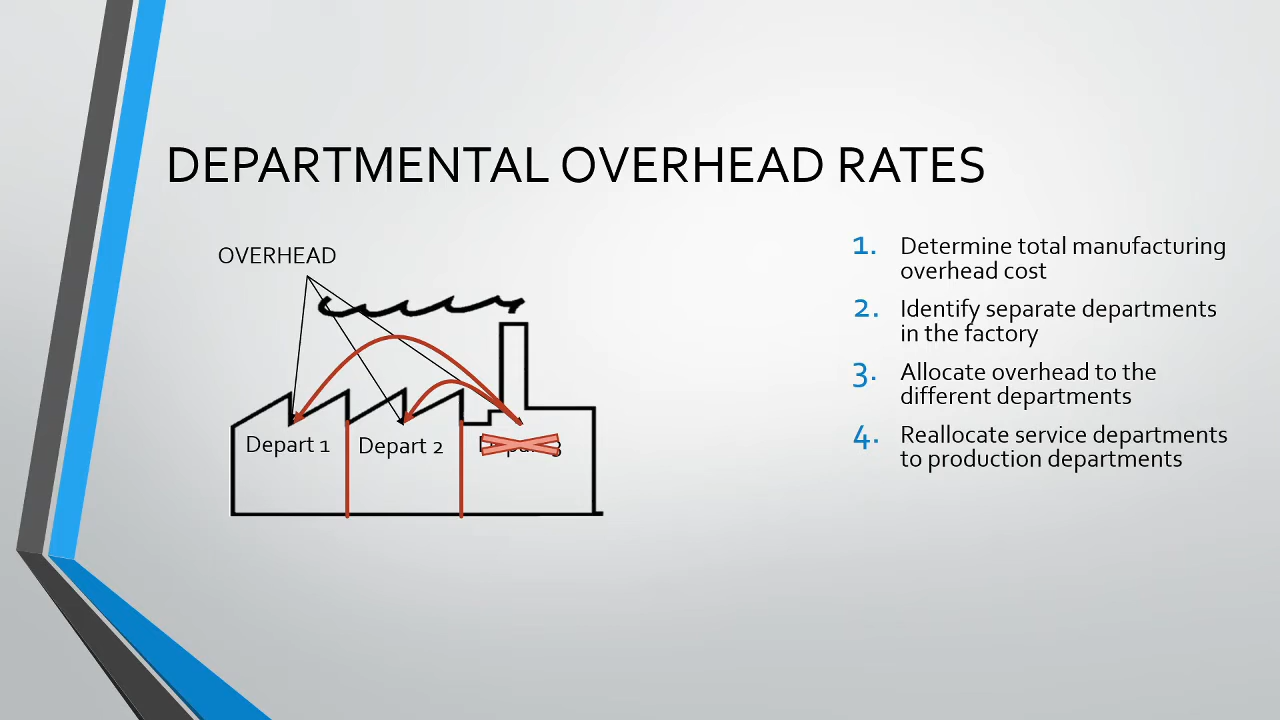 DEPARTMENTAL OVERHEAD RATES
OVERHEAD
Depart 1
Depart 2
1. Determine total manufacturing
overhead cost
2. Identify separate departments
in the factory
3. Allocate overhead to the
different departments
4. Reallocate service departments
to production departments